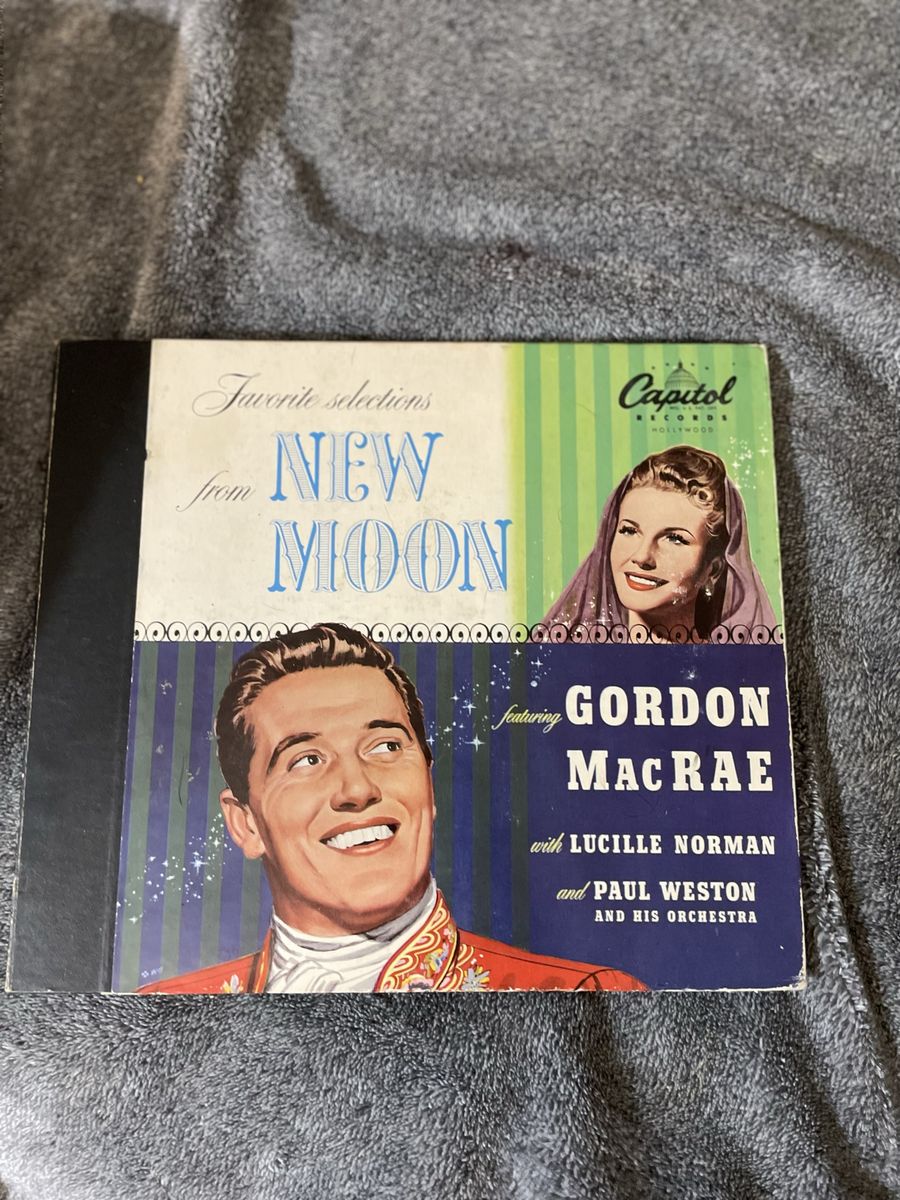 Favorite selections
from NEW
MOON
Capitol
RECORDS
HOLLYWOOD
featuring GORDON
MACRAE
with LUCILLE NORMAN
and PAUL WESTON
AND HIS ORCHESTRA